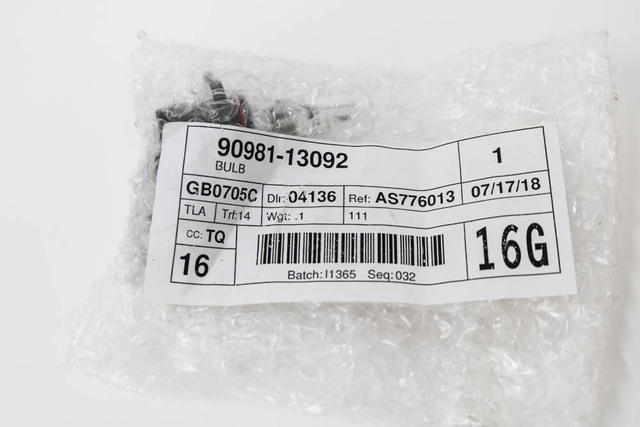 90981-13092
BULB
1
GB0705C Dlr: 04136 Ref: AS776013 07/17/18
TLA Trf:14 Wgt: .1 111
CC: TQ
16
Batch:I1365 Seq:032
16G